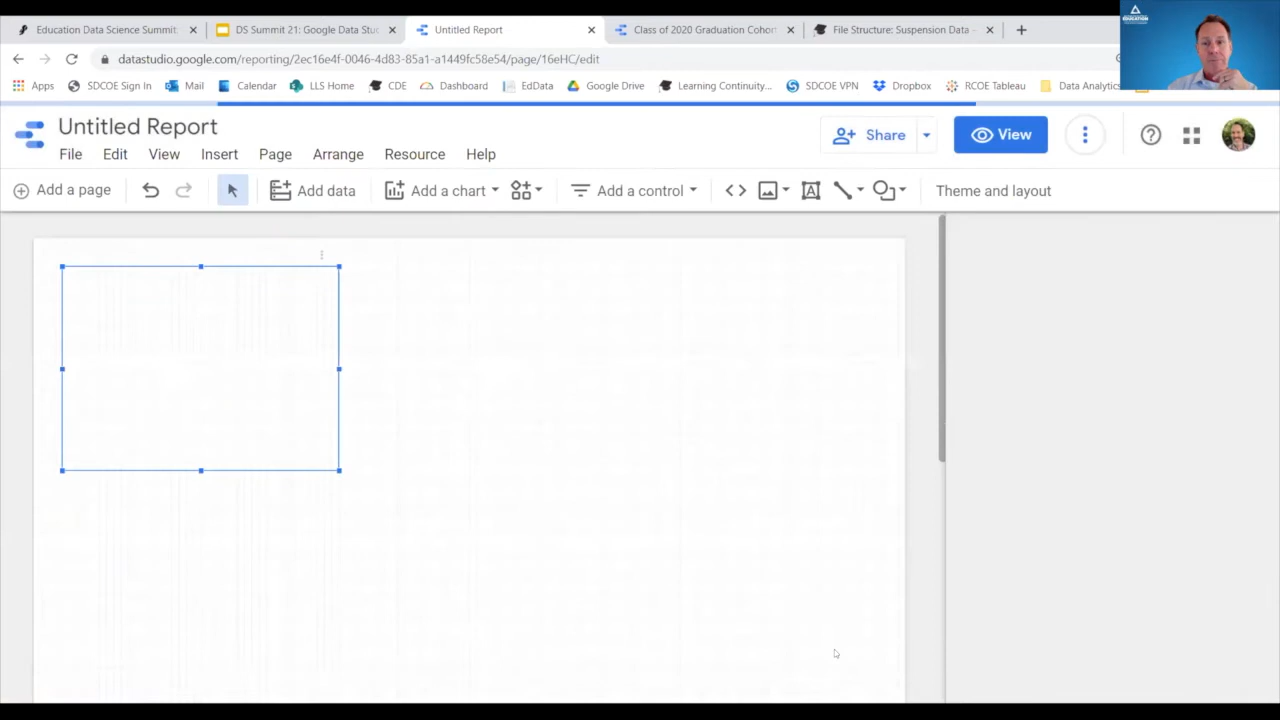 Education Data Science Summit
DS Summit 21: Google Data Stu
Untitled Report
Class of 2020 Graduation Cohort
File Structure: Suspension Data -
EDUCATION
datastudio.google.com/reporting/2ec16e4f-0046-4d83-85a1-a1449fc58e54/page/16eHC/edit
Apps
SDCOE Sign In
Mail
Calendar
LLS Home
CDE
Dashboard
EdData
Google Drive
Learning Continuity...
SDCOE VPN
Dropbox
RCOE Tableau
Data Analytics
Untitled Report
Share
View
File Edit View Insert Page Arrange Resource Help
Add a page
Add data
Add a chart
Add a control
Theme and layout